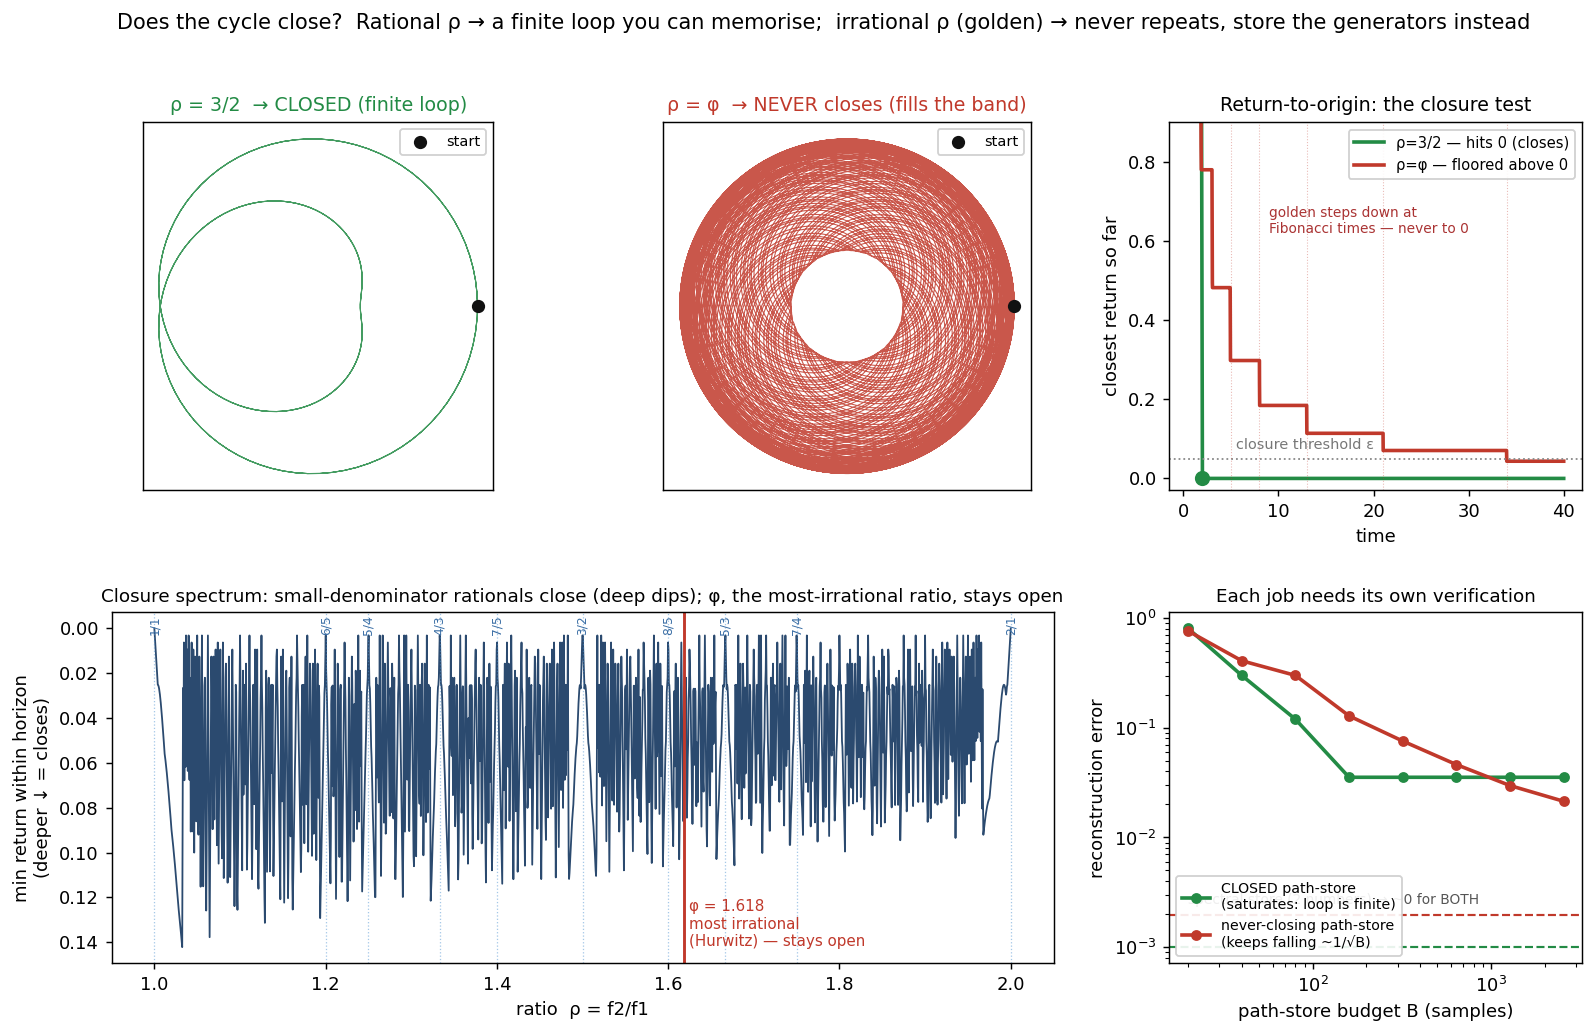 Does the cycle close?  Rational ρ → a finite loop you can memorise;  irrational ρ (golden) → never repeats, store the generators instead
ρ = 3/2  → CLOSED (finite loop)
start
ρ = φ  → NEVER closes (fills the band)
start
Return-to-origin: the closure test
closest return so far
0.8
0.6
0.4
0.2
0.0
ρ=3/2 — hits 0 (closes)
ρ=φ — floored above 0
golden steps down at
Fibonacci times — never to 0
closure threshold ε
0 10 20 30 40
time
Closure spectrum: small-denominator rationals close (deep dips); φ, the most-irrational ratio, stays open
min return within horizon
(deeper ↓ = closes)
0.00
0.02
0.04
0.06
0.08
0.10
0.12
0.14
1/1 6/5 5/4 4/3 7/5 3/2 8/5 5/3 7/4 2/1
φ = 1.618
most irrational
(Hurwitz) — stays open
1.0 1.2 1.4 1.6 1.8 2.0
ratio  ρ = f2/f1
Each job needs its own verification
reconstruction error
10⁰
10⁻¹
10⁻²
10⁻³
0 for BOTH
CLOSED path-store
(saturates: loop is finite)
never-closing path-store
(keeps falling ~1/√B)
10² 10³
path-store budget B (samples)